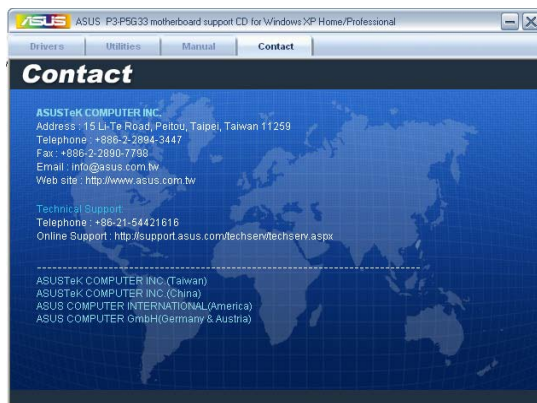 ASUS P3-P5G33 motherboard support CD for Windows XP Home/Professional
Drivers Utilities Manual Contact
Contact
ASUSTeK COMPUTER INC.
Address : 15 Li-Te Road, Peitou, Taipei, Taiwan 11259
Telephone : +886-2-2894-3447
Fax : +886-2-2890-7798
Email : info@asus.com.tw
Web site : http://www.asus.com.tw
Technical Support
Telephone : +86-21-54421616
Online Support : http://support.asus.com/techserv/techserv.aspx
ASUSTeK COMPUTER INC.(Taiwan)
ASUSTeK COMPUTER INC.(China)
ASUS COMPUTER INTERNATIONAL(America)
ASUS COMPUTER GmbH(Germany & Austria)